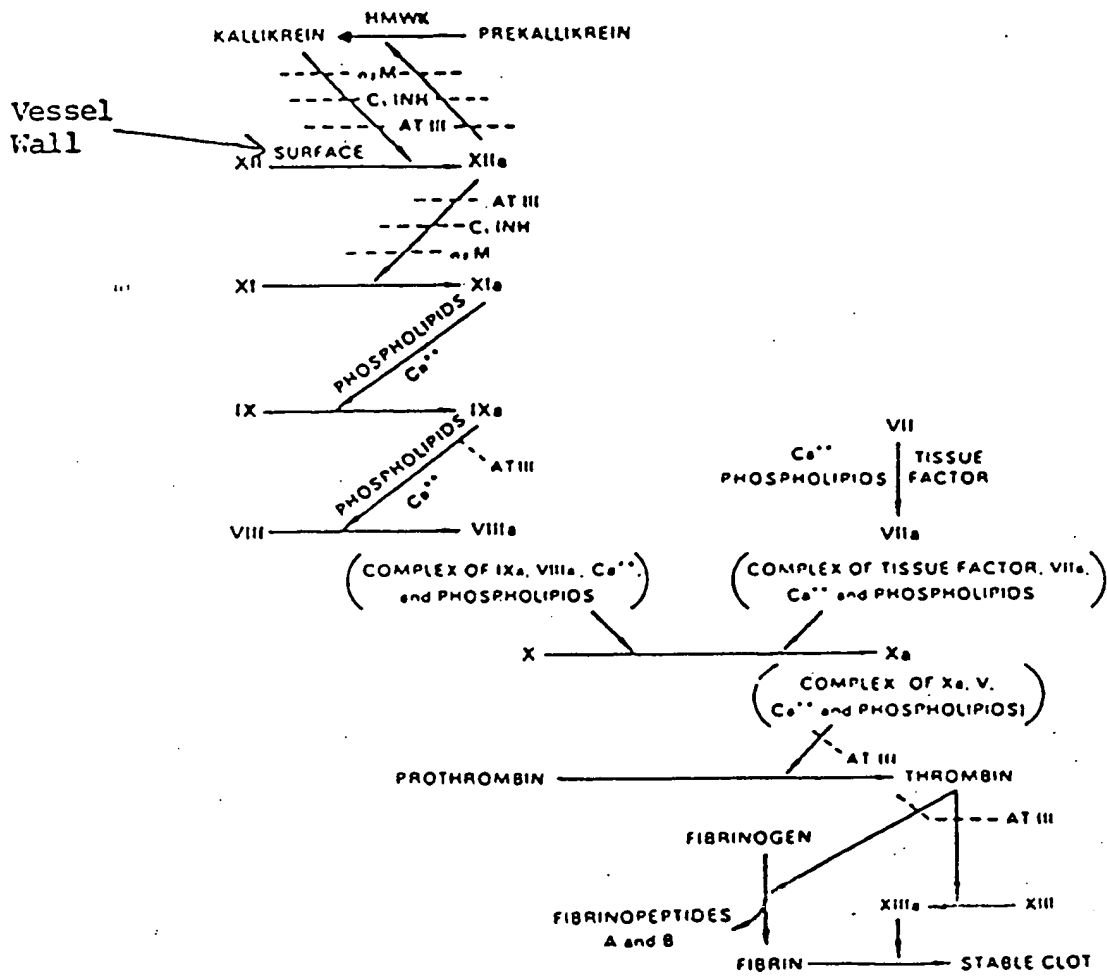 HMWK
KALLIKREIN PREKALLIKREIN
α₂M
C, INH
AT III
Vessel
Wall
XII SURFACE XIIa
AT III
C, INH
α₂M
XI XIa
PHOSPHOLIPIDS
Ca++
IX IXa
PHOSPHOLIPIDS
Ca++
AT III
VIII VIIIa
VII
Ca++ TISSUE
PHOSPHOLIPIDS FACTOR
VIIa
(COMPLEX OF IXa, VIIIa, Ca++,
and PHOSPHOLIPIDS)
(COMPLEX OF TISSUE FACTOR, VIIa,
Ca++ and PHOSPHOLIPIDS)
X Xa
(COMPLEX OF Xa, V,
Ca++ and PHOSPHOLIPIDS)
AT III
PROTHROMBIN THROMBIN
AT III
FIBRINOGEN
XIIIa XIII
FIBRINOPEPTIDES
A and B
FIBRIN STABLE CLOT